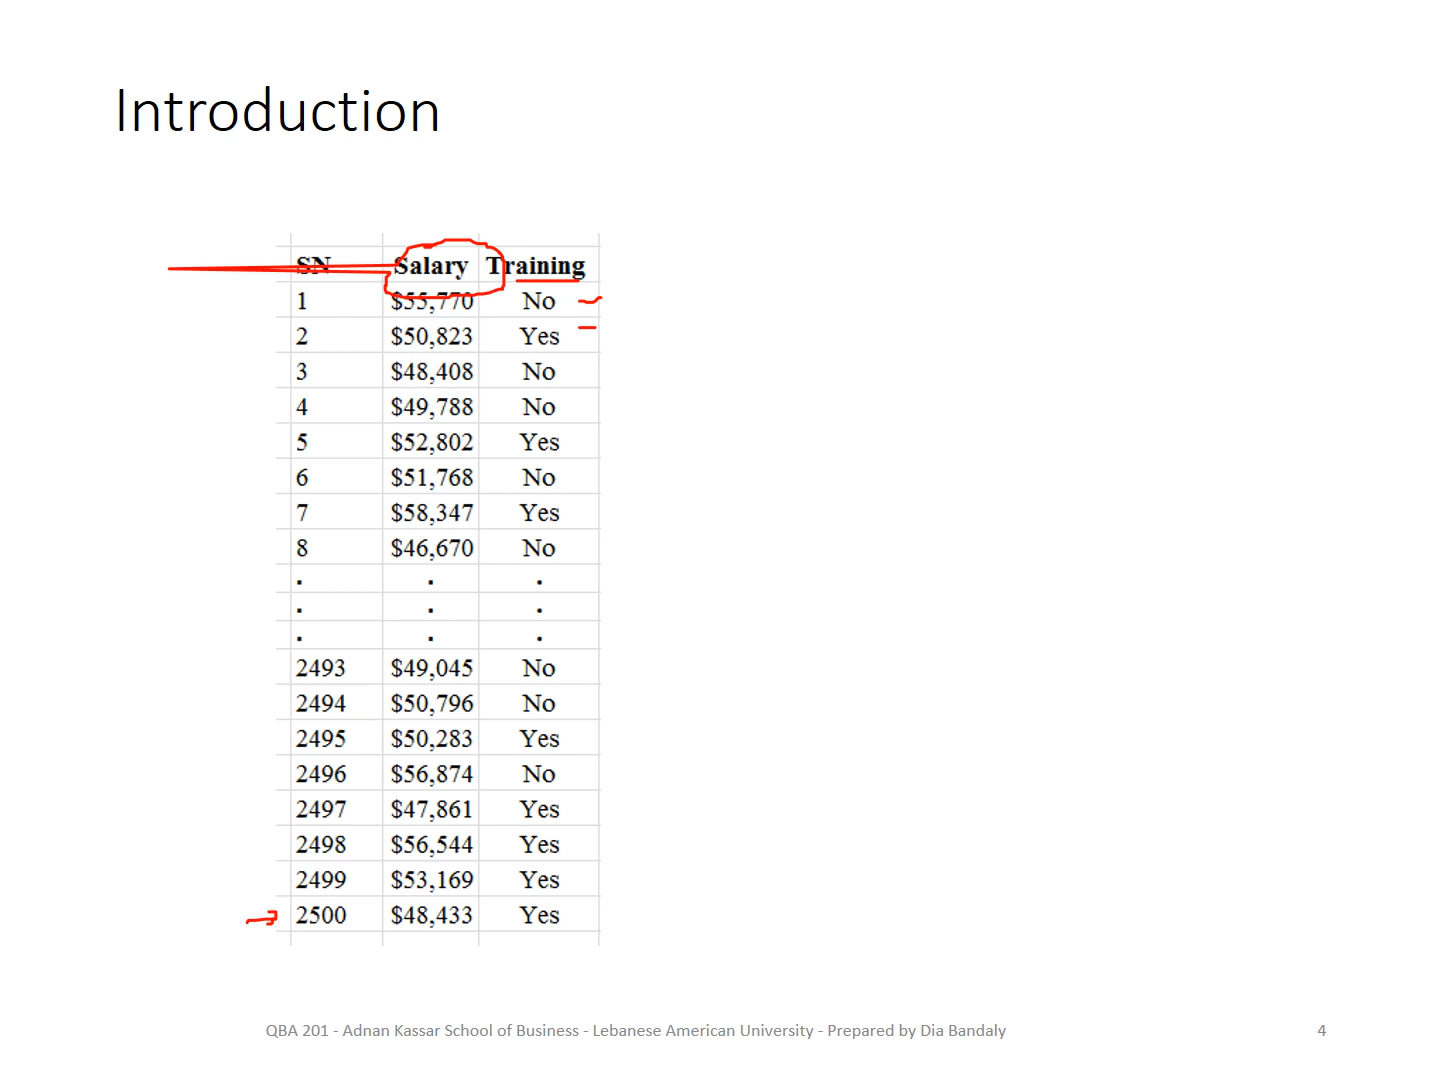 Introduction
SN Salary Training
1 $55,770 No
2 $50,823 Yes
3 $48,408 No
4 $49,788 No
5 $52,802 Yes
6 $51,768 No
7 $58,347 Yes
8 $46,670 No
. . .
. . .
. . .
2493 $49,045 No
2494 $50,796 No
2495 $50,283 Yes
2496 $56,874 No
2497 $47,861 Yes
2498 $56,544 Yes
2499 $53,169 Yes
2500 $48,433 Yes
QBA 201 - Adnan Kassar School of Business - Lebanese American University - Prepared by Dia Bandaly 4